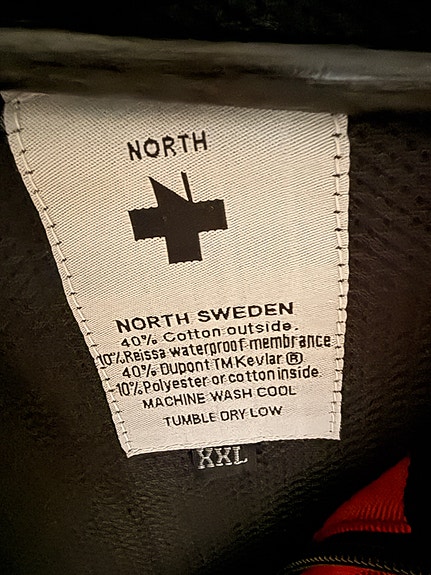 NORTH
NORTH SWEDEN
40% Cotton outside.
10% Reissa waterproof membrance
40% Dupont TM Kevlar ®
10% Polyester or cotton inside.
MACHINE WASH COOL
TUMBLE DRY LOW
XXL